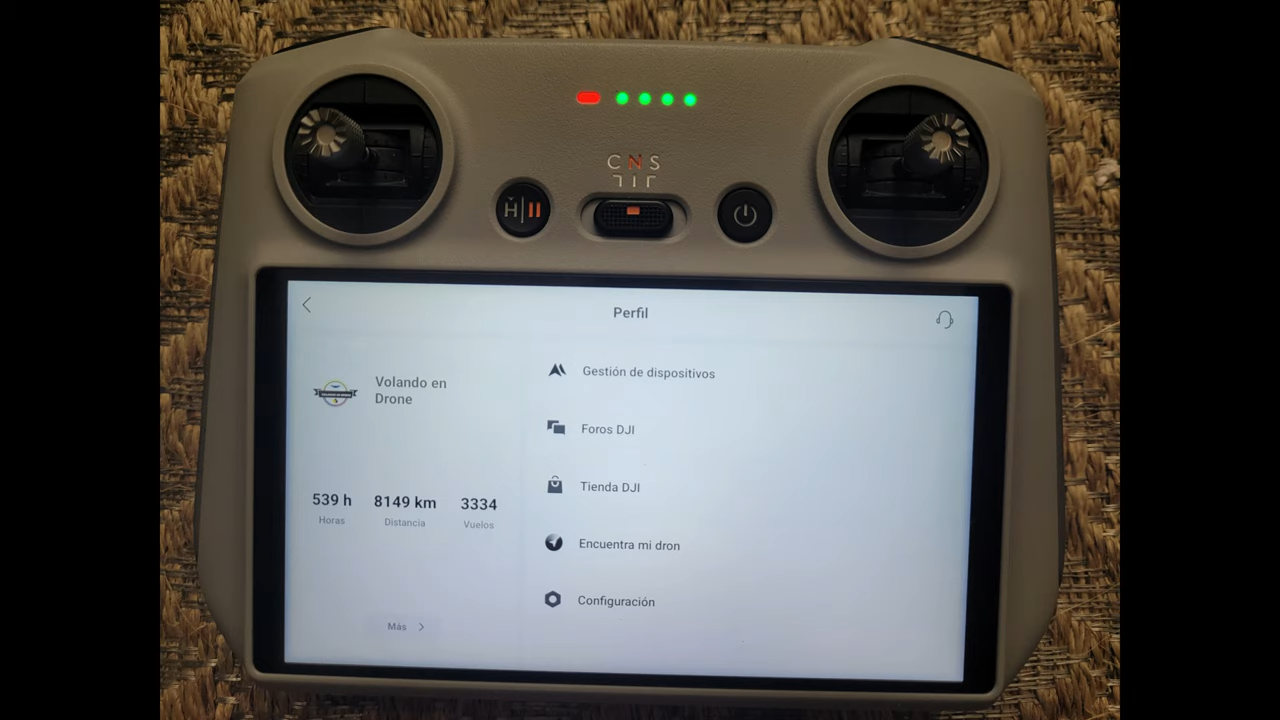 C N S
H
Perfil
Volando en
Drone
539 h 8149 km 3334
Horas Distancia Vuelos
Más
Gestión de dispositivos
Foros DJI
Tienda DJI
Encuentra mi dron
Configuración